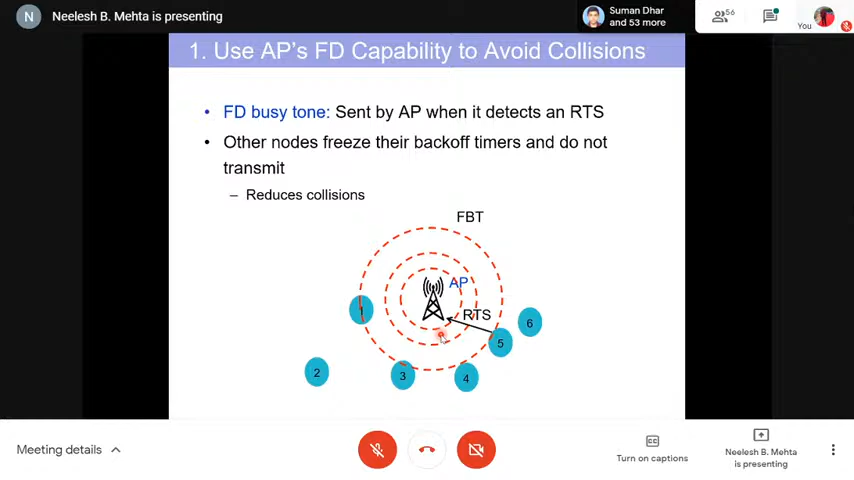 N
Neelesh B. Mehta is presenting
Suman Dhar
and 53 more
56
You
1. Use AP's FD Capability to Avoid Collisions
• FD busy tone: Sent by AP when it detects an RTS
• Other nodes freeze their backoff timers and do not
transmit
– Reduces collisions
FBT
AP
RTS
1
6
5
2
3
4
Meeting details
CC
Turn on captions
Neelesh B. Mehta
is presenting